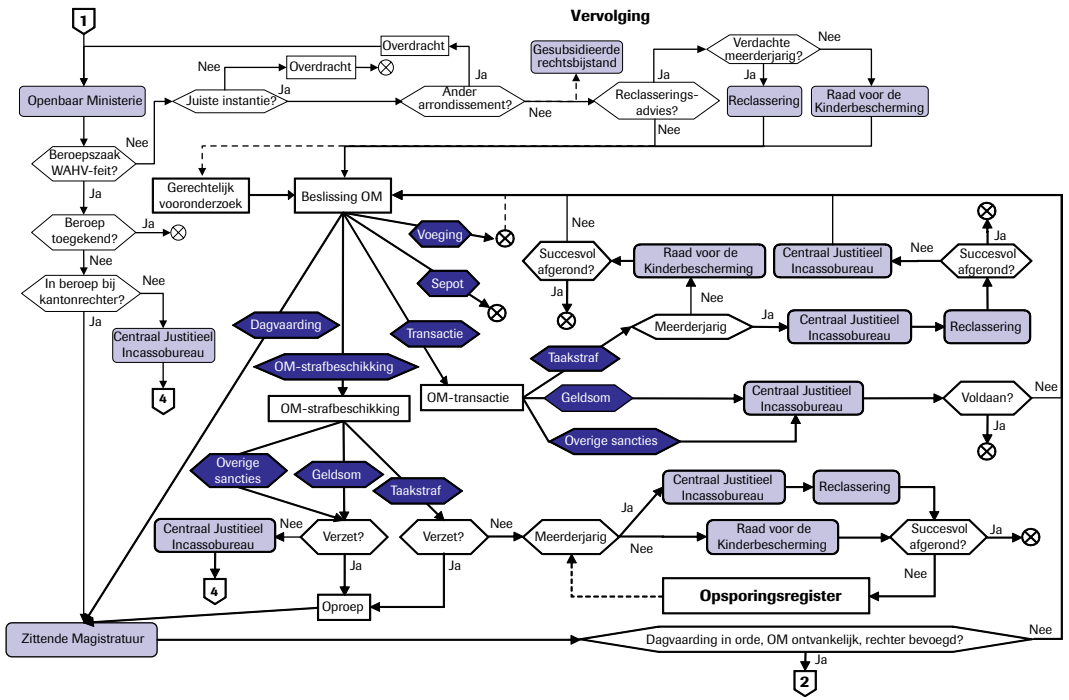 Vervolging
1
Overdracht
Nee
Overdracht
Ja
Gesubsidieerde
rechtsbijstand
Verdachte
meerderjarig?
Nee
Ja
Ja
Openbaar Ministerie
Juiste instantie?
Ja
Ander
arrondissement?
Nee
Reclasserings-
advies?
Nee
Reclassering
Raad voor de
Kinderbescherming
Nee
Beroepszaak
WAHV-feit?
Ja
Gerechtelijk
vooronderzoek
Beslissing OM
Beroep
toegekend?
Ja
Nee
Voeging
Nee
Succesvol
afgerond?
Ja
Raad voor de
Kinderbescherming
Nee
Centraal Justitieel
Incassobureau
Nee
Ja
Succesvol
afgerond?
In beroep bij
kantonrechter?
Nee
Ja
Sepot
Centraal Justitieel
Incassobureau
4
Dagvaarding
Transactie
Meerderjarig
Ja
Centraal Justitieel
Incassobureau
Reclassering
OM-strafbeschikking
Taakstraf
OM-strafbeschikking
OM-transactie
Geldsom
Centraal Justitieel
Incassobureau
Voldaan?
Nee
Ja
Overige sancties
Overige
sancties
Geldsom
Taakstraf
Centraal Justitieel
Incassobureau
Reclassering
Centraal Justitieel
Incassobureau
4
Nee
Verzet?
Ja
Verzet?
Nee
Ja
Meerderjarig
Ja
Nee
Raad voor de
Kinderbescherming
Succesvol
afgerond?
Ja
Nee
Oproep
Opsporingsregister
Zittende Magistratuur
Dagvaarding in orde, OM ontvankelijk, rechter bevoegd?
Nee
Ja
2